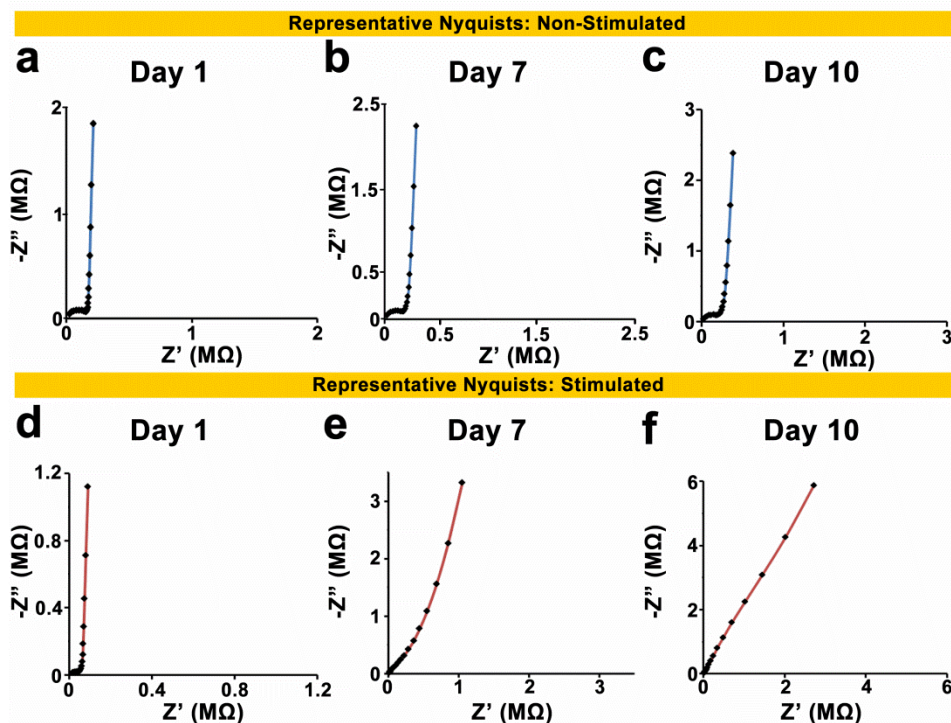 Representative Nyquists: Non-Stimulated
a Day 1
b Day 7
c Day 10
2
1
0
-Z” (MΩ)
0 1 2
Z’ (MΩ)
2.5
1.5
0.5
0
-Z” (MΩ)
0 0.5 1.5 2.5
Z’ (MΩ)
3
2
1
0
-Z” (MΩ)
0 1 2 3
Z’ (MΩ)
Representative Nyquists: Stimulated
d Day 1
e Day 7
f Day 10
1.2
0.8
0.4
0
-Z” (MΩ)
0 0.4 0.8 1.2
Z’ (MΩ)
3
2
1
0
-Z” (MΩ)
0 1 2 3
Z’ (MΩ)
6
4
2
0
-Z” (MΩ)
0 2 4 6
Z’ (MΩ)